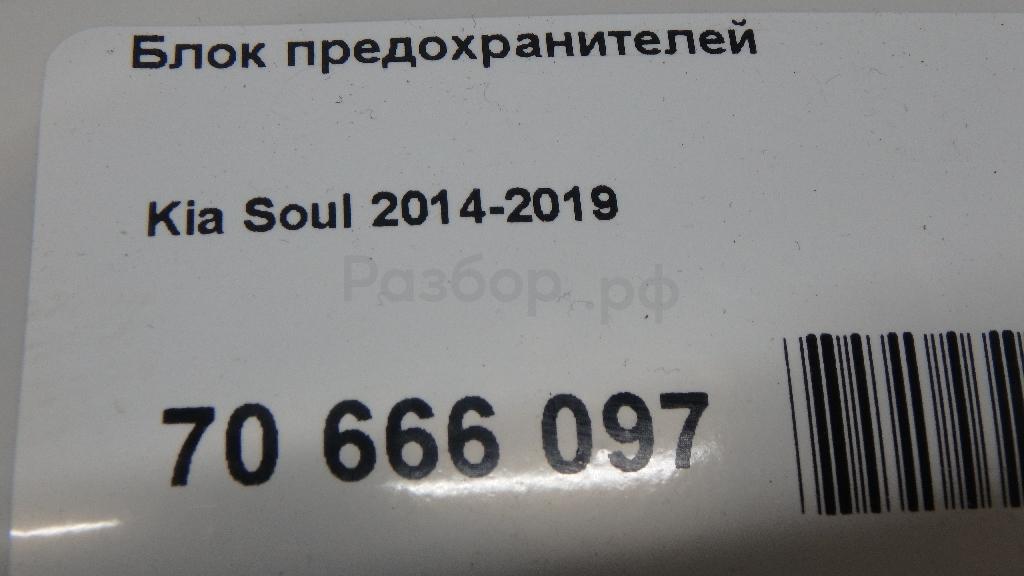 Блок предохранителей
Kia Soul 2014-2019
Разбор.рф
70 666 097